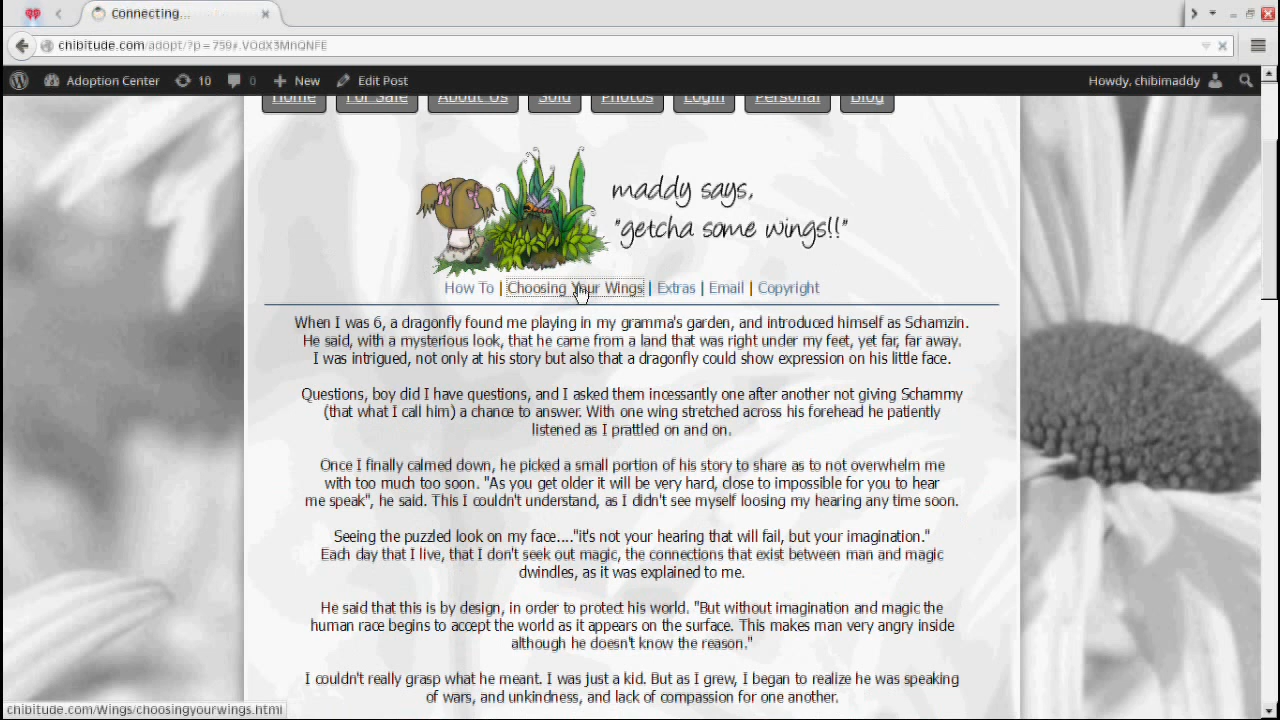 Connecting...
chibitude.com/adopt/?p=759#.VOdX3MnQNFE
Adoption Center 10 0 New Edit Post Howdy, chibimaddy
Home For Sale About Us Sold Photos Login Personal Blog
maddy says,
"getcha some wings!!"
How To | Choosing Your Wings | Extras | Email | Copyright
When I was 6, a dragonfly found me playing in my gramma's garden, and introduced himself as Schamzin.
He said, with a mysterious look, that he came from a land that was right under my feet, yet far, far away.
I was intrigued, not only at his story but also that a dragonfly could show expression on his little face.
Questions, boy did I have questions, and I asked them incessantly one after another not giving Schammy
(that what I call him) a chance to answer. With one wing stretched across his forehead he patiently
listened as I prattled on and on.
Once I finally calmed down, he picked a small portion of his story to share as to not overwhelm me
with too much too soon. "As you get older it will be very hard, close to impossible for you to hear
me speak", he said. This I couldn't understand, as I didn't see myself loosing my hearing any time soon.
Seeing the puzzled look on my face...."it's not your hearing that will fail, but your imagination."
Each day that I live, that I don't seek out magic, the connections that exist between man and magic
dwindles, as it was explained to me.
He said that this is by design, in order to protect his world. "But without imagination and magic the
human race begins to accept the world as it appears on the surface. This makes man very angry inside
although he doesn't know the reason."
I couldn't really grasp what he meant. I was just a kid. But as I grew, I began to realize he was speaking
of wars, and unkindness, and lack of compassion for one another.
chibitude.com/Wings/choosingyourwings.html